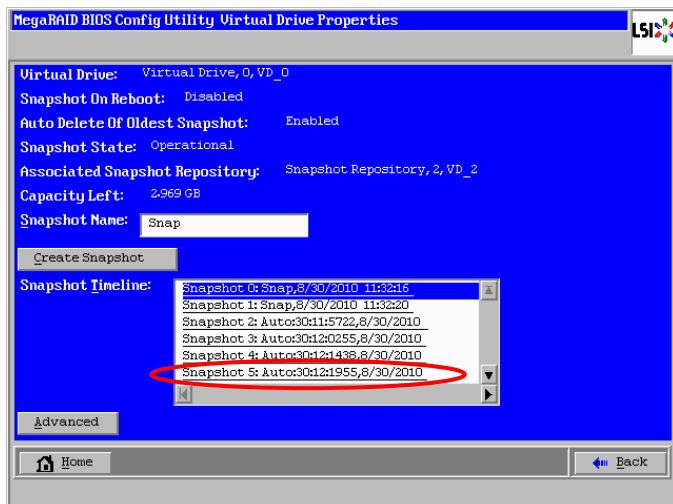 MegaRAID BIOS Config Utility Virtual Drive Properties
LSI
Virtual Drive: Virtual Drive, 0, VD_0
Snapshot On Reboot: Disabled
Auto Delete Of Oldest Snapshot: Enabled
Snapshot State: Operational
Associated Snapshot Repository: Snapshot Repository, 2, VD_2
Capacity Left: 2.969 GB
Snapshot Name: Snap
Create Snapshot
Snapshot Timeline:
Snapshot 0: Snap,8/30/2010 11:32:16
Snapshot 1: Snap,8/30/2010 11:32:20
Snapshot 2: Auto:30:11:5722,8/30/2010
Snapshot 3: Auto:30:12:0255,8/30/2010
Snapshot 4: Auto:30:12:1438,8/30/2010
Snapshot 5: Auto:30:12:1955,8/30/2010
Advanced
Home
Back